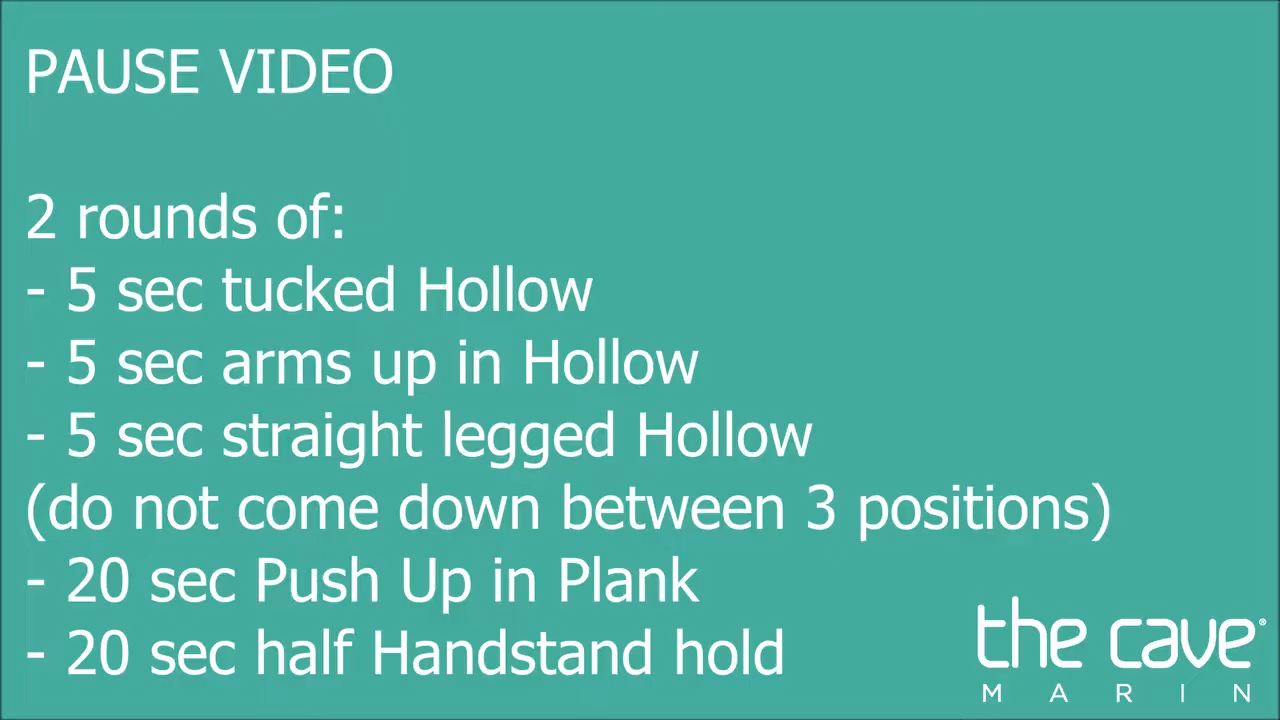 PAUSE VIDEO
2 rounds of:
- 5 sec tucked Hollow
- 5 sec arms up in Hollow
- 5 sec straight legged Hollow
(do not come down between 3 positions)
- 20 sec Push Up in Plank
- 20 sec half Handstand hold
the cave®
MARIN